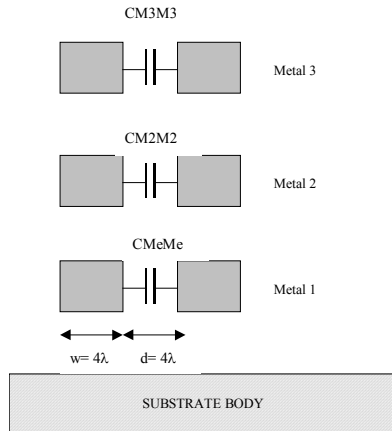 CM3M3
Metal 3
CM2M2
Metal 2
CMeMe
Metal 1
w= 4λ d= 4λ
SUBSTRATE BODY